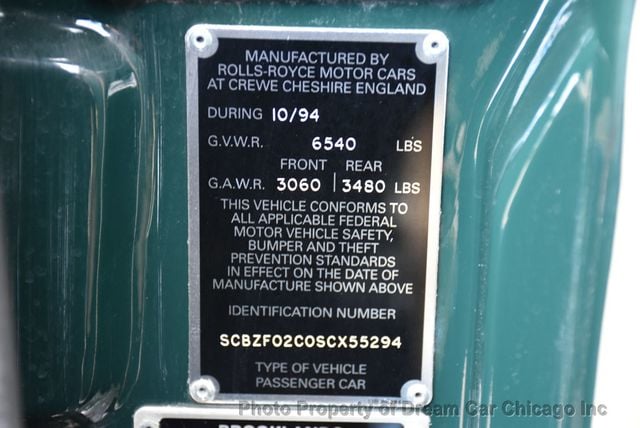 MANUFACTURED BY
ROLLS-ROYCE MOTOR CARS
AT CREWE CHESHIRE ENGLAND
DURING 10/94
G.V.W.R. 6540 LBS
FRONT REAR
G.A.W.R. 3060 3480 LBS
THIS VEHICLE CONFORMS TO
ALL APPLICABLE FEDERAL
MOTOR VEHICLE SAFETY,
BUMPER AND THEFT
PREVENTION STANDARDS
IN EFFECT ON THE DATE OF
MANUFACTURE SHOWN ABOVE
IDENTIFICATION NUMBER
SCBZF02C0SCX55294
TYPE OF VEHICLE
PASSENGER CAR
Photo Property of Dream Car Chicago Inc